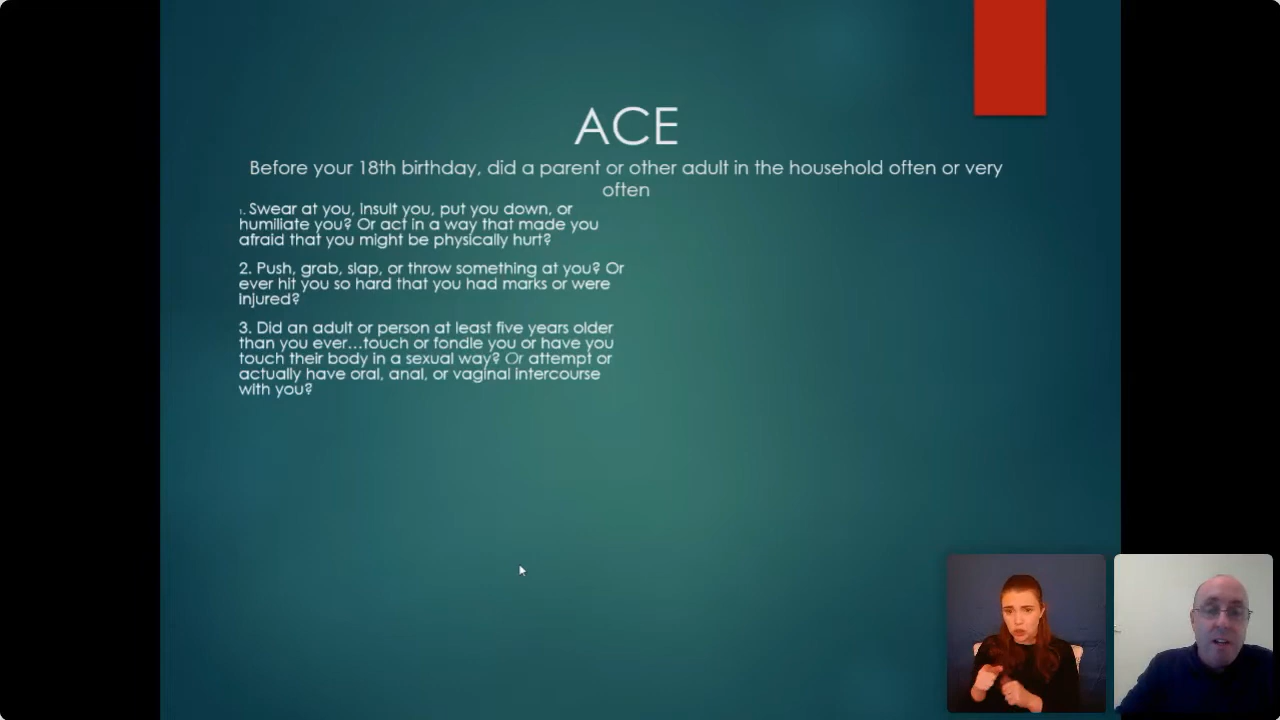 ACE
Before your 18th birthday, did a parent or other adult in the household often or very
often
1. Swear at you, insult you, put you down, or
humiliate you? Or act in a way that made you
afraid that you might be physically hurt?
2. Push, grab, slap, or throw something at you? Or
ever hit you so hard that you had marks or were
injured?
3. Did an adult or person at least five years older
than you ever…touch or fondle you or have you
touch their body in a sexual way? Or attempt or
actually have oral, anal, or vaginal intercourse
with you?